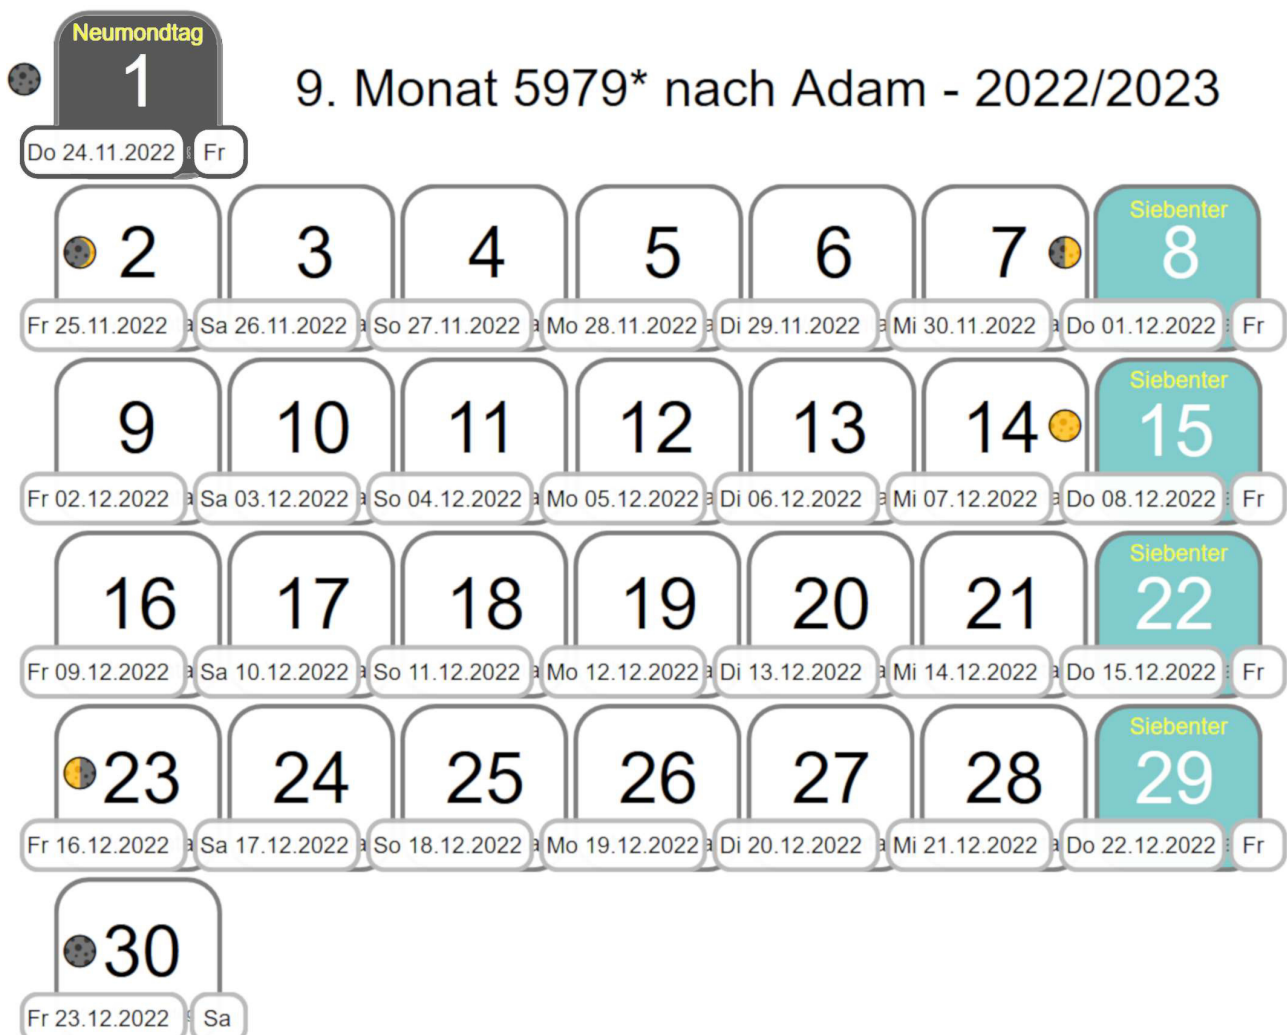 Neumondtag
1
9. Monat 5979* nach Adam - 2022/2023
Do 24.11.2022 Fr
Siebenter
2 3 4 5 6 7 8
Fr 25.11.2022 Sa 26.11.2022 So 27.11.2022 Mo 28.11.2022 Di 29.11.2022 Mi 30.11.2022 Do 01.12.2022 Fr
Siebenter
9 10 11 12 13 14 15
Fr 02.12.2022 Sa 03.12.2022 So 04.12.2022 Mo 05.12.2022 Di 06.12.2022 Mi 07.12.2022 Do 08.12.2022 Fr
Siebenter
16 17 18 19 20 21 22
Fr 09.12.2022 Sa 10.12.2022 So 11.12.2022 Mo 12.12.2022 Di 13.12.2022 Mi 14.12.2022 Do 15.12.2022 Fr
Siebenter
23 24 25 26 27 28 29
Fr 16.12.2022 Sa 17.12.2022 So 18.12.2022 Mo 19.12.2022 Di 20.12.2022 Mi 21.12.2022 Do 22.12.2022 Fr
30
Fr 23.12.2022 Sa